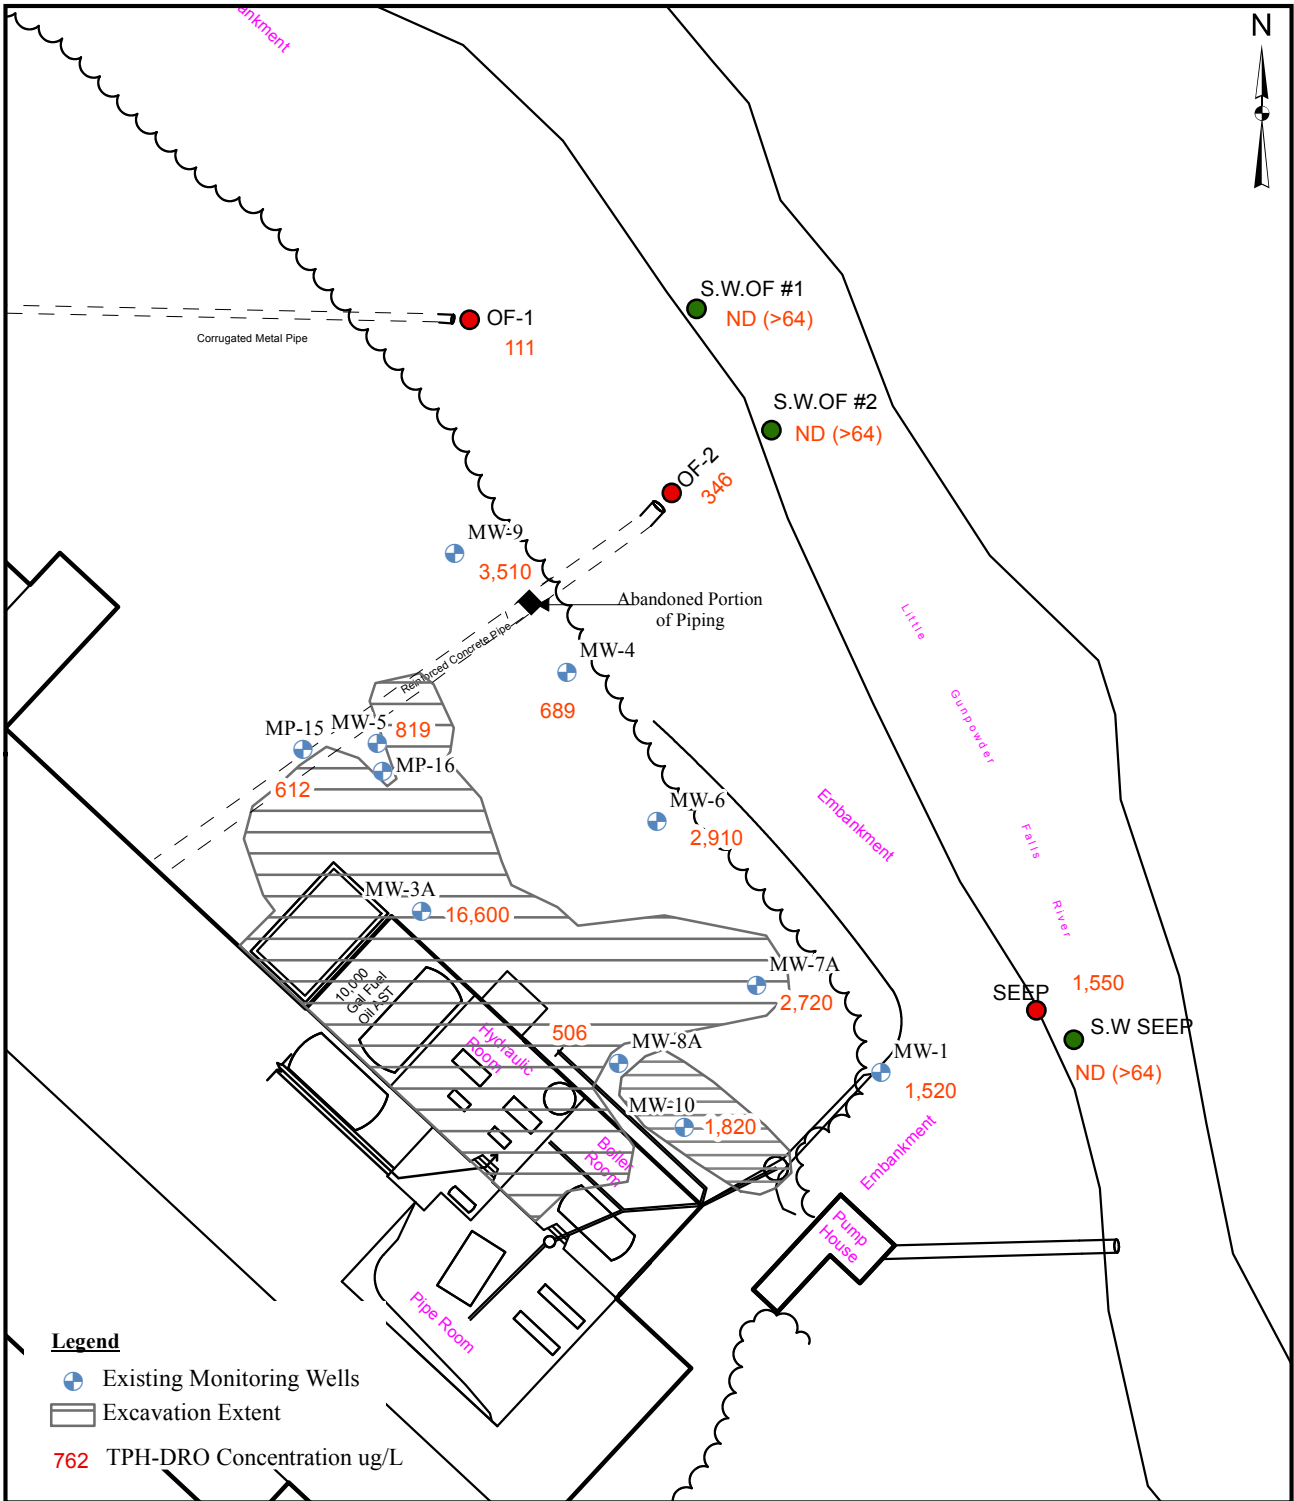 ankment
N
S.W.OF #1
ND (>64)
OF-1
111
Corrugated Metal Pipe
S.W.OF #2
ND (>64)
OF-2
346
MW-9
3,510
Abandoned Portion
of Piping
Reinforced Concrete Pipe
MW-4
689
Little
Gunpowder
Falls
River
MP-15
MW-5
819
MP-16
612
MW-6
2,910
Embankment
MW-3A
16,600
10,000
Gal Fuel
Oil AST
MW-7A
2,720
1,550
SEEP
S.W SEEP
ND (>64)
Hydraulic
Room
506
MW-8A
MW-1
1,520
MW-10
1,820
Boiler
Room
Embankment
Pump
House
Pipe Room
Legend
Existing Monitoring Wells
Excavation Extent
762 TPH-DRO Concentration ug/L